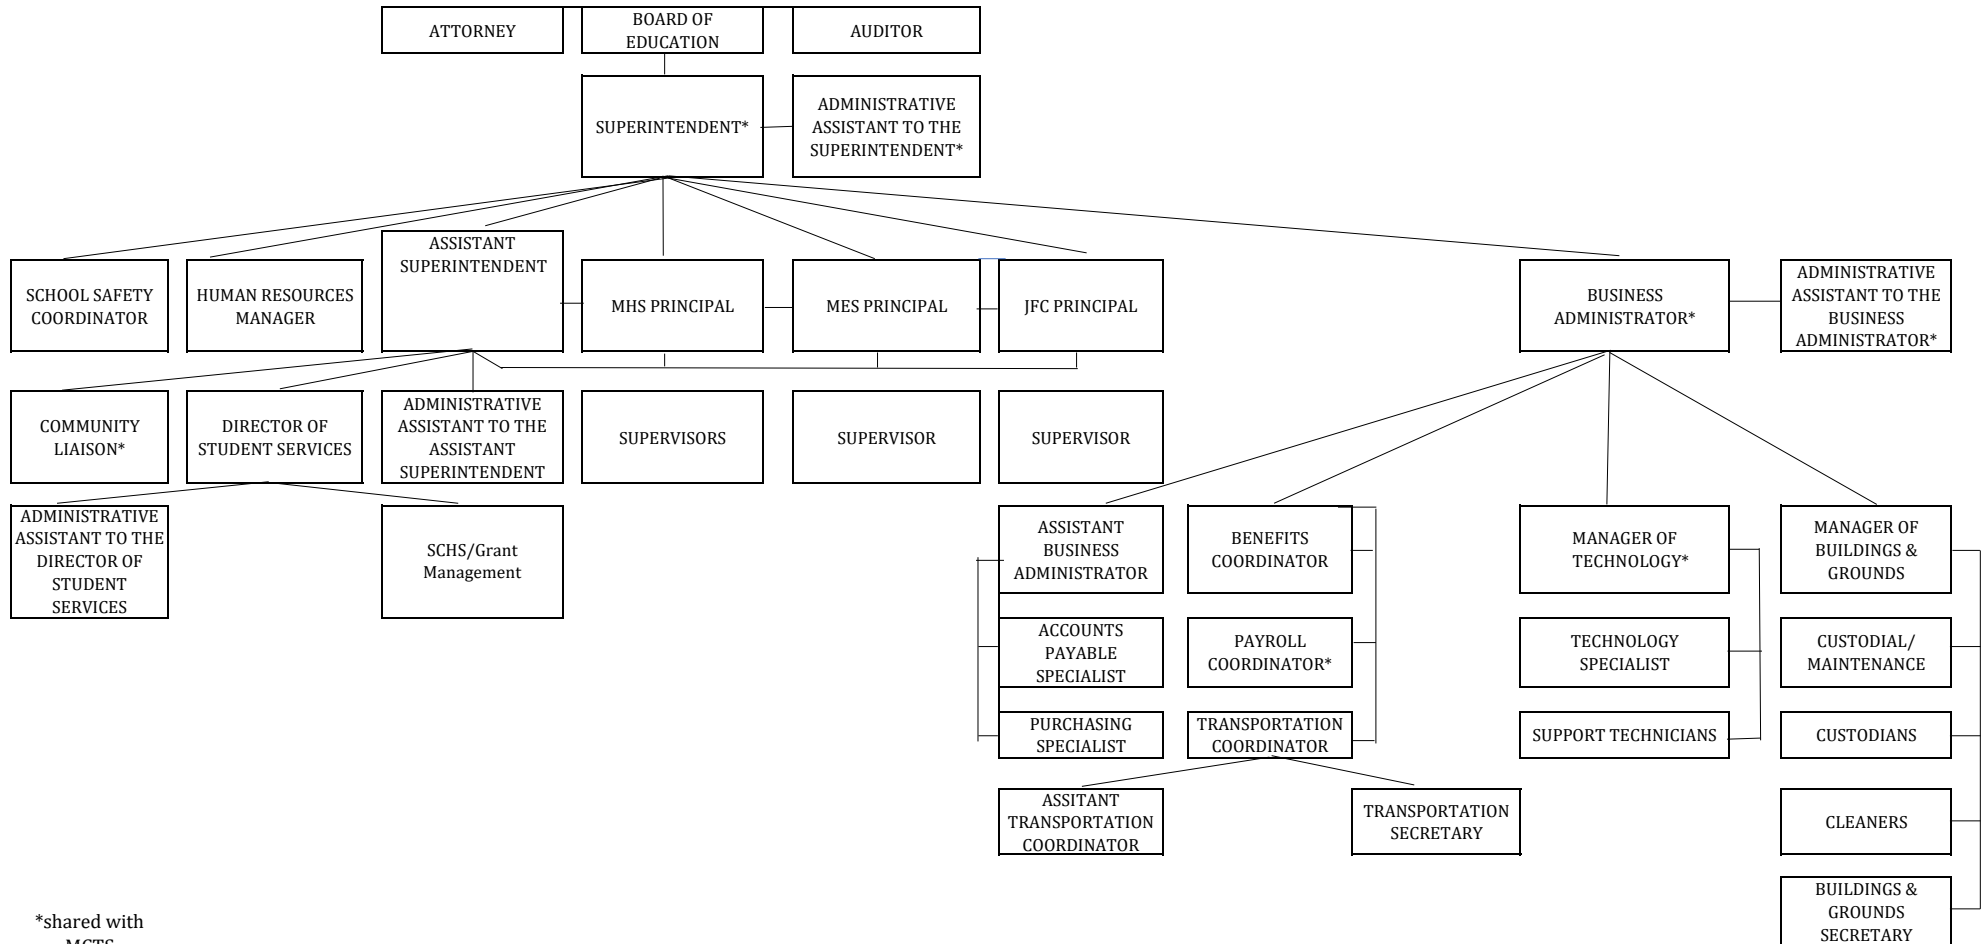 ATTORNEY
BOARD OF
EDUCATION
AUDITOR
SUPERINTENDENT*
ADMINISTRATIVE
ASSISTANT TO THE
SUPERINTENDENT*
SCHOOL SAFETY
COORDINATOR
HUMAN RESOURCES
MANAGER
ASSISTANT
SUPERINTENDENT
MHS PRINCIPAL
MES PRINCIPAL
JFC PRINCIPAL
BUSINESS
ADMINISTRATOR*
ADMINISTRATIVE
ASSISTANT TO THE
BUSINESS
ADMINISTRATOR*
COMMUNITY
LIAISON*
DIRECTOR OF
STUDENT SERVICES
ADMINISTRATIVE
ASSISTANT TO THE
ASSISTANT
SUPERINTENDENT
SUPERVISORS
SUPERVISOR
SUPERVISOR
ADMINISTRATIVE
ASSISTANT TO THE
DIRECTOR OF
STUDENT
SERVICES
SCHS/Grant
Management
ASSISTANT
BUSINESS
ADMINISTRATOR
BENEFITS
COORDINATOR
MANAGER OF
TECHNOLOGY*
MANAGER OF
BUILDINGS &
GROUNDS
ACCOUNTS
PAYABLE
SPECIALIST
PAYROLL
COORDINATOR*
TECHNOLOGY
SPECIALIST
CUSTODIAL/
MAINTENANCE
PURCHASING
SPECIALIST
TRANSPORTATION
COORDINATOR
SUPPORT TECHNICIANS
CUSTODIANS
ASSITANT
TRANSPORTATION
COORDINATOR
TRANSPORTATION
SECRETARY
CLEANERS
BUILDINGS &
GROUNDS
SECRETARY
*shared with